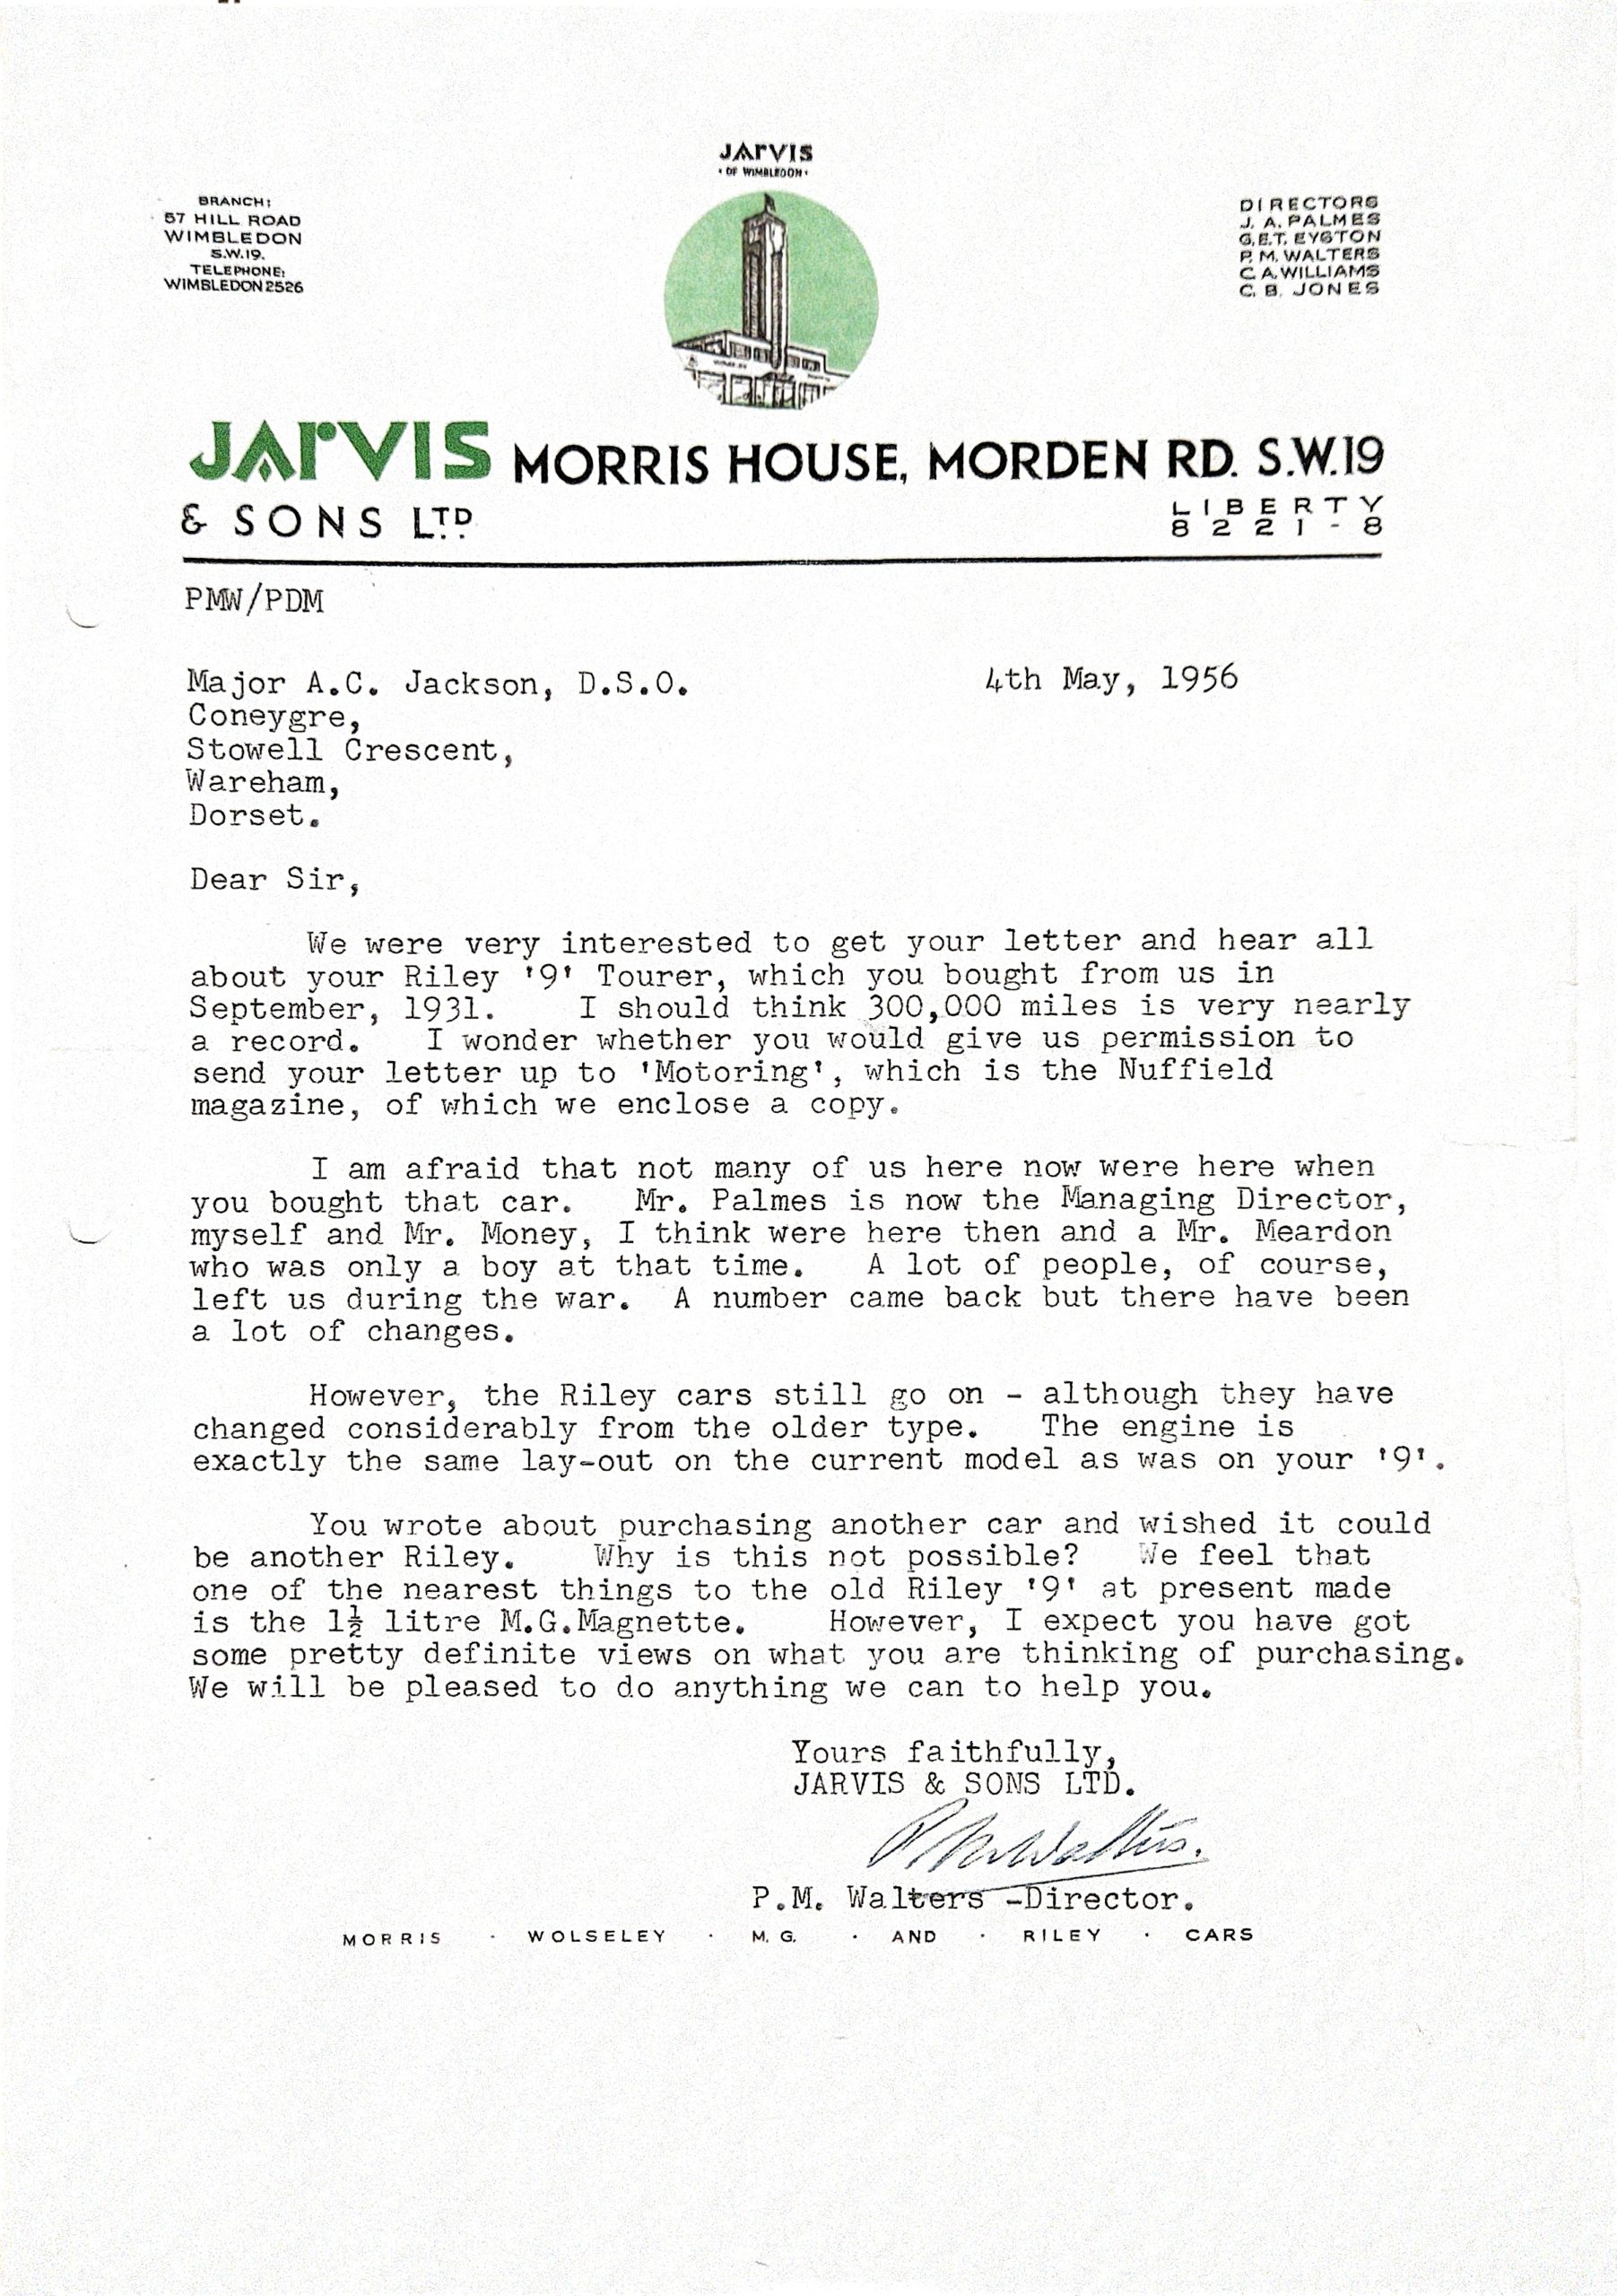 JARVIS
· OF WIMBLEDON ·
BRANCH:
57 HILL ROAD
WIMBLEDON
S.W.19.
TELEPHONE:
WIMBLEDON 2526
DIRECTORS
J. A. PALMES
G.E.T. EYSTON
P. M. WALTERS
C. A. WILLIAMS
C. B. JONES
JARVIS MORRIS HOUSE, MORDEN RD. S.W.19
& SONS LTD.
LIBERTY
8221-8
PMW/PDM
Major A.C. Jackson, D.S.O. 4th May, 1956
Coneygre,
Stowell Crescent,
Wareham,
Dorset.
Dear Sir,
We were very interested to get your letter and hear all
about your Riley '9' Tourer, which you bought from us in
September, 1931. I should think 300,000 miles is very nearly
a record. I wonder whether you would give us permission to
send your letter up to 'Motoring', which is the Nuffield
magazine, of which we enclose a copy.
I am afraid that not many of us here now were here when
you bought that car. Mr. Palmes is now the Managing Director,
myself and Mr. Money, I think were here then and a Mr. Meardon
who was only a boy at that time. A lot of people, of course,
left us during the war. A number came back but there have been
a lot of changes.
However, the Riley cars still go on - although they have
changed considerably from the older type. The engine is
exactly the same lay-out on the current model as was on your '9'.
You wrote about purchasing another car and wished it could
be another Riley. Why is this not possible? We feel that
one of the nearest things to the old Riley '9' at present made
is the 1½ litre M.G.Magnette. However, I expect you have got
some pretty definite views on what you are thinking of purchasing.
We will be pleased to do anything we can to help you.
Yours faithfully,
JARVIS & SONS LTD.
P M Walters.
P.M. Walters -Director.
MORRIS · WOLSELEY · M.G. · AND · RILEY · CARS